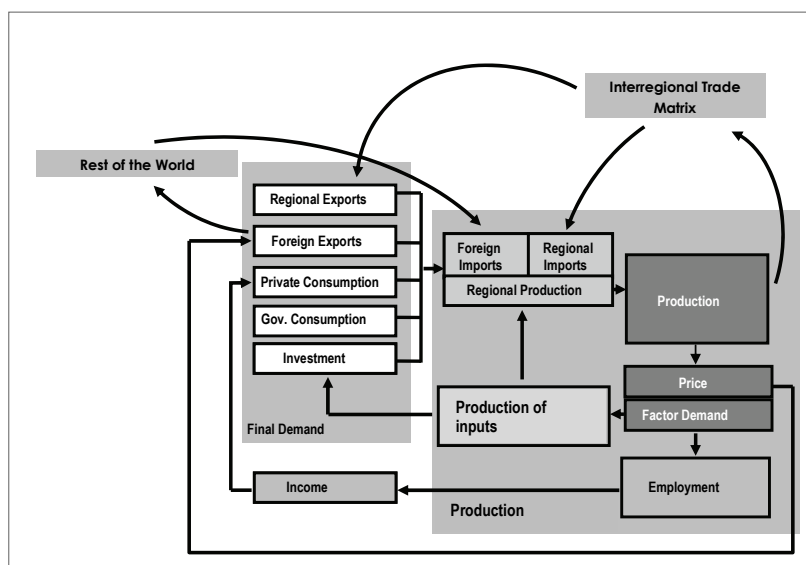 Interregional Trade
Matrix
Rest of the World
Regional Exports
Foreign Exports
Private Consumption
Gov. Consumption
Investment
Final Demand
Foreign
Imports
Regional
Imports
Regional Production
Production
Price
Factor Demand
Production of
inputs
Income
Employment
Production